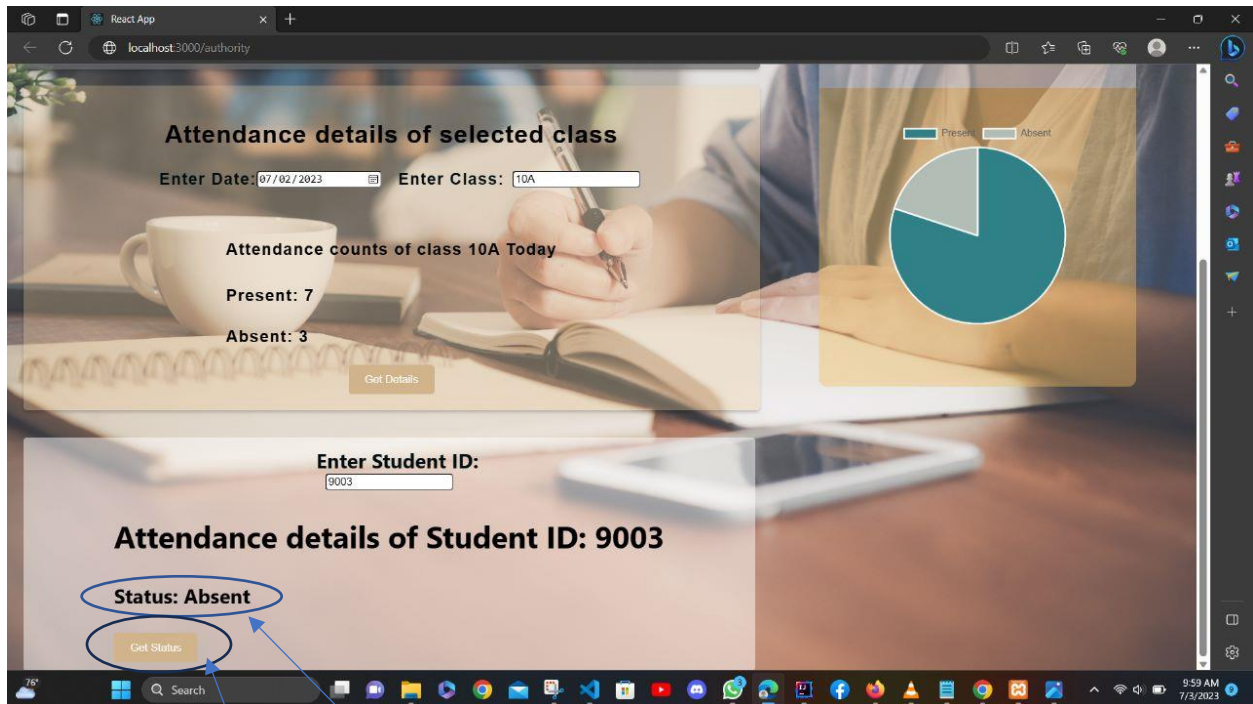 React App
localhost:3000/authority
Attendance details of selected class
Enter Date: 07/02/2023 Enter Class: 10A
Attendance counts of class 10A Today
Present: 7
Absent: 3
Get Details
Present Absent
Enter Student ID:
9003
Attendance details of Student ID: 9003
Status: Absent
Get Status
76°
Search
9:59 AM
7/3/2023